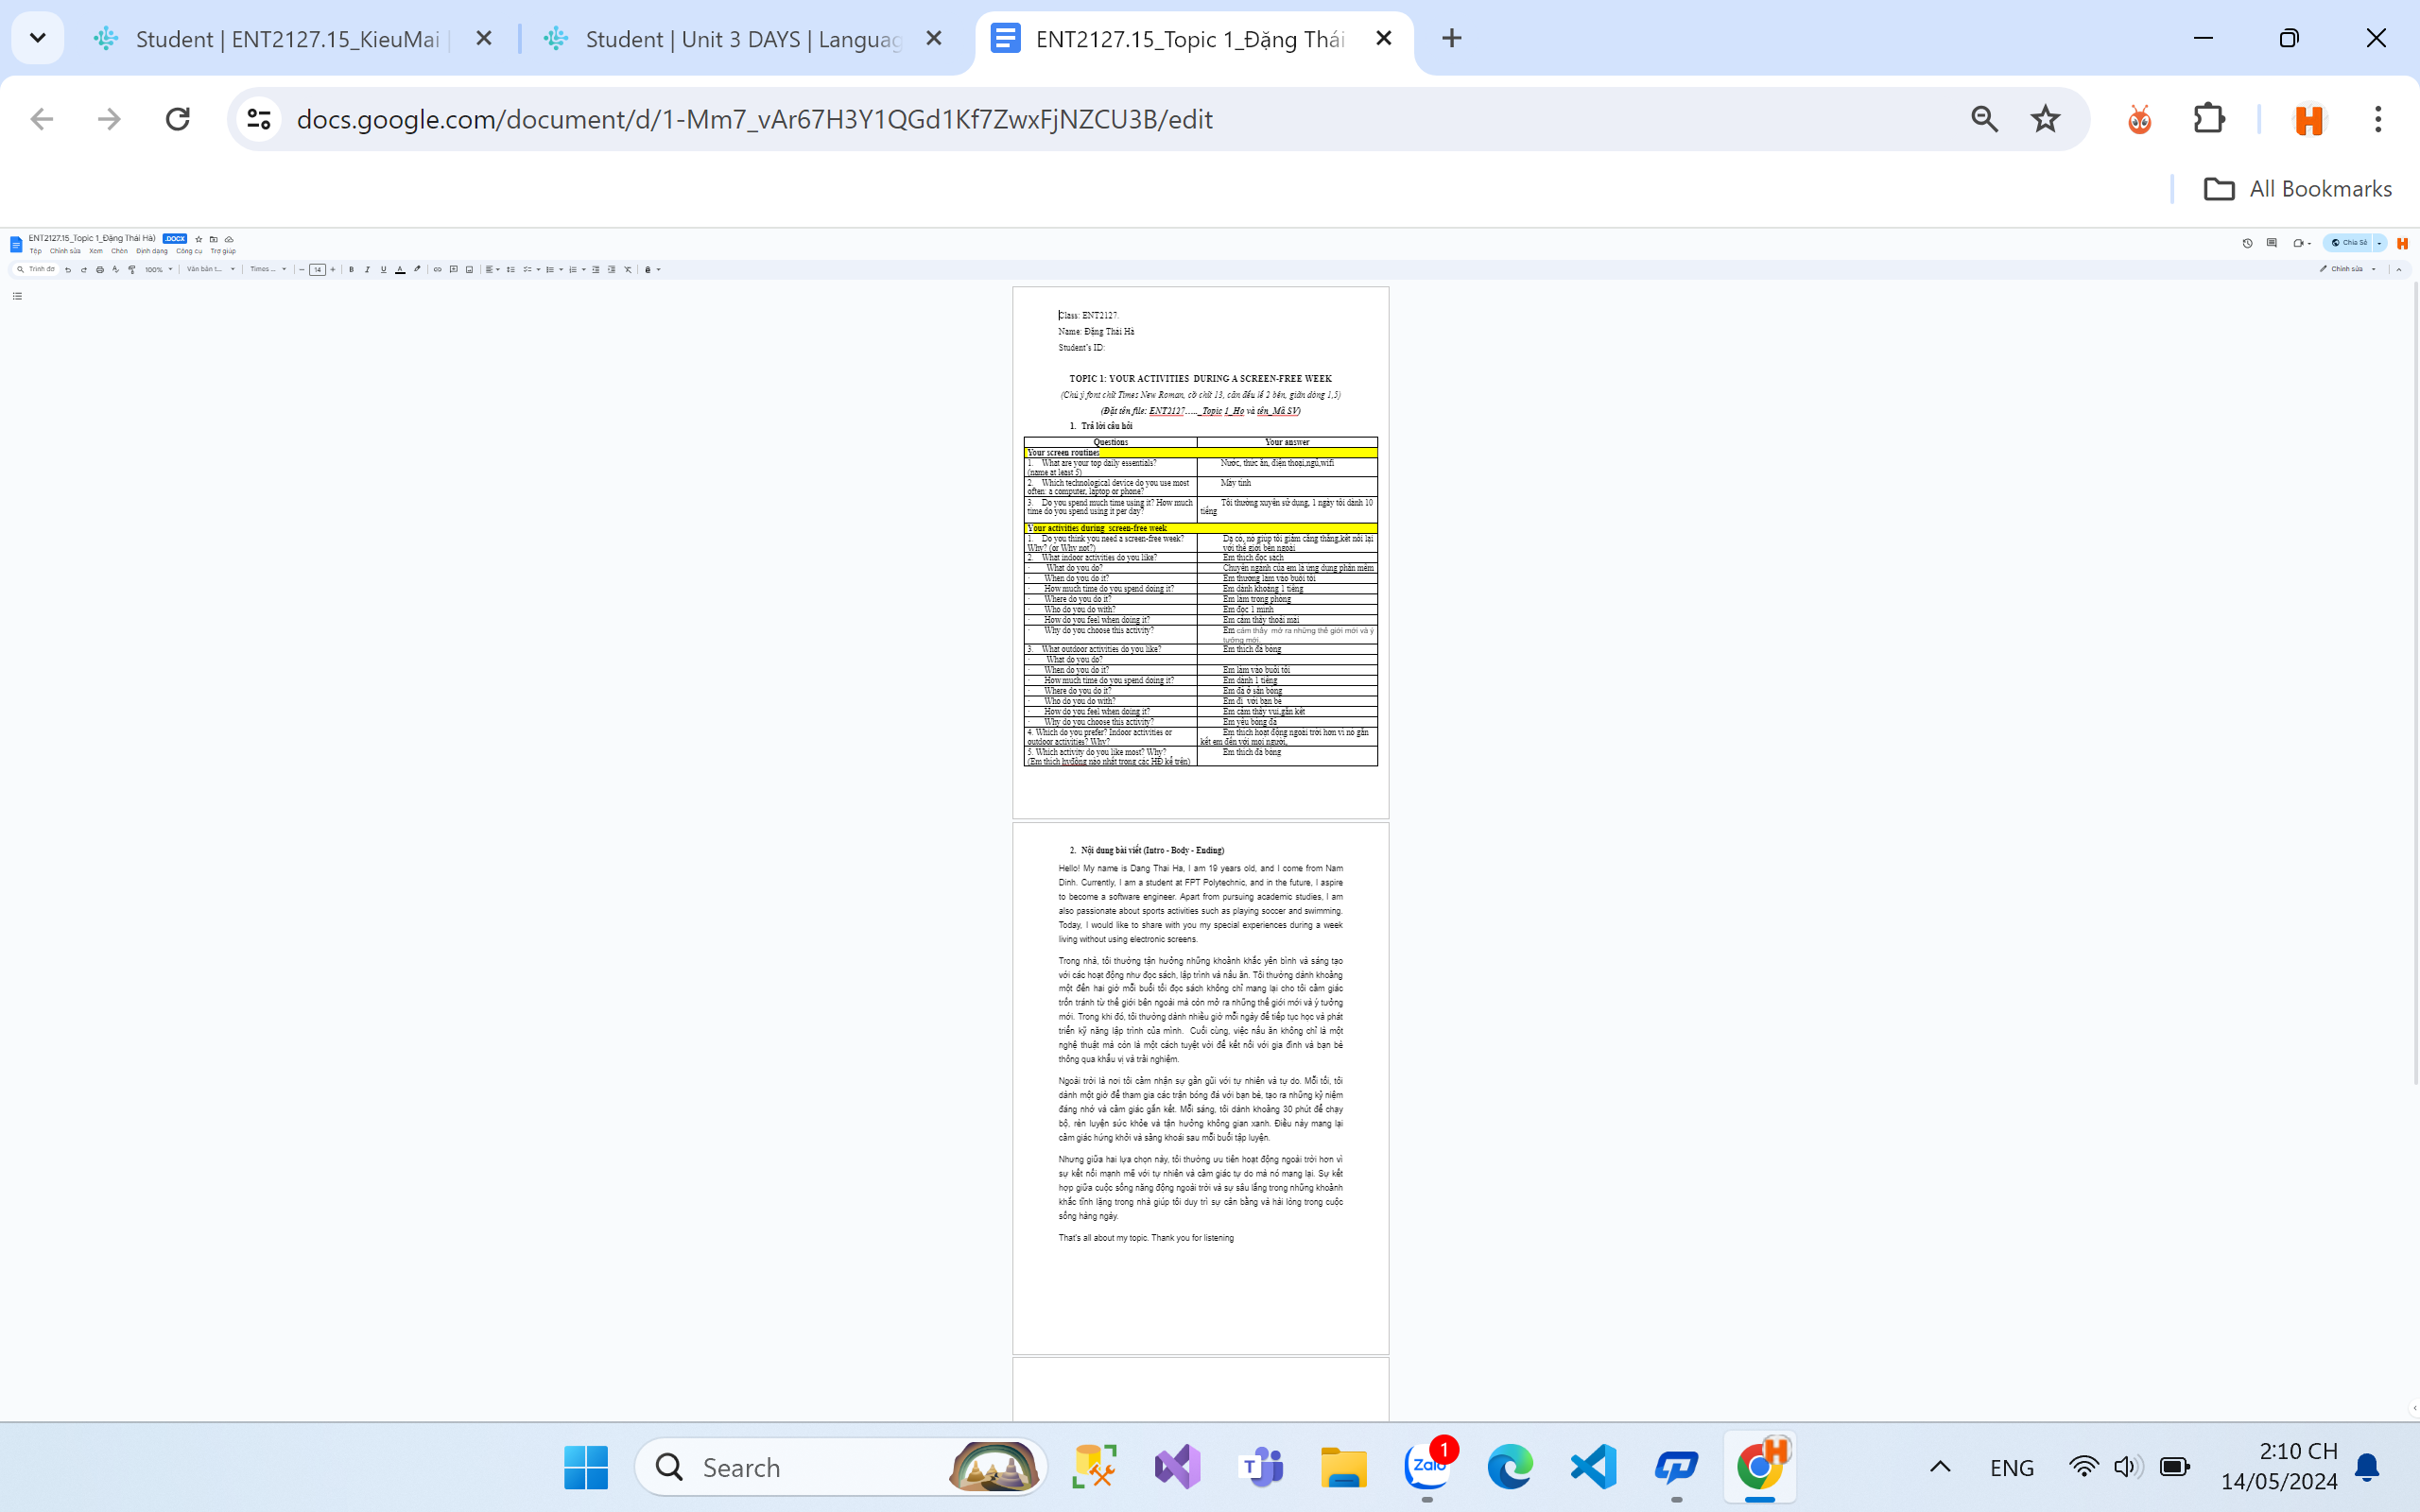 Student | ENT2127.15_KieuMai
Student | Unit 3 DAYS | Languag
ENT2127.15_Topic 1_Đặng Thái
docs.google.com/document/d/1-Mm7_vAr67H3Y1QGd1Kf7ZwxFjNZCU3B/edit
All Bookmarks
ENT2127.15_Topic 1_Đặng Thái Hà)
.DOCX
Tệp Chỉnh sửa Xem Chèn Định dạng Công cụ Trợ giúp
Chia Sẻ
Trình đơ
100%
Văn bản t...
Times ...
14
Chỉnh sửa
Class: ENT2127.
Name: Đặng Thái Hà
Student's ID:
TOPIC 1: YOUR ACTIVITIES DURING A SCREEN-FREE WEEK
(Chú ý font chữ Times New Roman, cỡ chữ 13, căn đều lề 2 bên, giãn dòng 1,5)
(Đặt tên file: ENT2127….._Topic 1_Họ và tên_Mã SV)
1. Trả lời câu hỏi
Questions
Your answer
Your screen routines
1. What are your top daily essentials?
(name at least 5)
Nước, thức ăn, điện thoại,ngủ,wifi
2. Which technological device do you use most
often: a computer, laptop or phone?
Máy tính
3. Do you spend much time using it? How much
time do you spend using it per day?
Tôi thường xuyên sử dụng, 1 ngày tôi dành 10
tiếng
Your activities during screen-free week
1. Do you think you need a screen-free week?
Why? (or Why not?)
Dạ có, nó giúp tôi giảm căng thẳng,kết nối lại
với thế giới bên ngoài
2. What indoor activities do you like?
Em thích đọc sách
· What do you do?
Chuyên ngành của em là ứng dụng phần mềm
· When do you do it?
Em thường làm vào buổi tối
· How much time do you spend doing it?
Em dành khoảng 1 tiếng
· Where do you do it?
Em làm trong phòng
· Who do you do with?
Em đọc 1 mình
· How do you feel when doing it?
Em cảm thấy thoải mái
· Why do you choose this activity?
Em cảm thấy mở ra những thế giới mới và ý
tưởng mới.
3. What outdoor activities do you like?
Em thích đá bóng
· What do you do?
· When do you do it?
Em làm vào buổi tối
· How much time do you spend doing it?
Em dành 1 tiếng
· Where do you do it?
Em đá ở sân bóng
· Who do you do with?
Em đi với bạn bè
· How do you feel when doing it?
Em cảm thấy vui,gắn kết
· Why do you choose this activity?
Em yêu bóng đá
4. Which do you prefer? Indoor activities or
outdoor activities? Why?
Em thích hoạt động ngoài trời hơn vì nó gắn
kết em đến với mọi người,
5. Which activity do you like most? Why?
(Em thích hvđộng nào nhất trong các HĐ kể trên)
Em thích đá bóng
2. Nội dung bài viết (Intro - Body - Ending)
Hello! My name is Dang Thai Ha, I am 19 years old, and I come from Nam
Dinh. Currently, I am a student at FPT Polytechnic, and in the future, I aspire
to become a software engineer. Apart from pursuing academic studies, I am
also passionate about sports activities such as playing soccer and swimming.
Today, I would like to share with you my special experiences during a week
living without using electronic screens.
Trong nhà, tôi thường tận hưởng những khoảnh khắc yên bình và sáng tạo
với các hoạt động như đọc sách, lập trình và nấu ăn. Tôi thường dành khoảng
một đến hai giờ mỗi buổi tối đọc sách không chỉ mang lại cho tôi cảm giác
trốn tránh từ thế giới bên ngoài mà còn mở ra những thế giới mới và ý tưởng
mới. Trong khi đó, tôi thường dành nhiều giờ mỗi ngày để tiếp tục học và phát
triển kỹ năng lập trình của mình. Cuối cùng, việc nấu ăn không chỉ là một
nghệ thuật mà còn là một cách tuyệt vời để kết nối với gia đình và bạn bè
thông qua khẩu vị và trải nghiệm.
Ngoài trời là nơi tôi cảm nhận sự gần gũi với tự nhiên và tự do. Mỗi tối, tôi
dành một giờ để tham gia các trận bóng đá với bạn bè, tạo ra những kỷ niệm
đáng nhớ và cảm giác gắn kết. Mỗi sáng, tôi dành khoảng 30 phút để chạy
bộ, rèn luyện sức khỏe và tận hưởng không gian xanh. Điều này mang lại
cảm giác hứng khởi và sảng khoái sau mỗi buổi tập luyện.
Nhưng giữa hai lựa chọn này, tôi thường ưu tiên hoạt động ngoài trời hơn vì
sự kết nối mạnh mẽ với tự nhiên và cảm giác tự do mà nó mang lại. Sự kết
hợp giữa cuộc sống năng động ngoài trời và sự sâu lắng trong những khoảnh
khắc tĩnh lặng trong nhà giúp tôi duy trì sự cân bằng và hài lòng trong cuộc
sống hàng ngày.
That's all about my topic. Thank you for listening
Search
Zalo
1
ENG
2:10 CH
14/05/2024